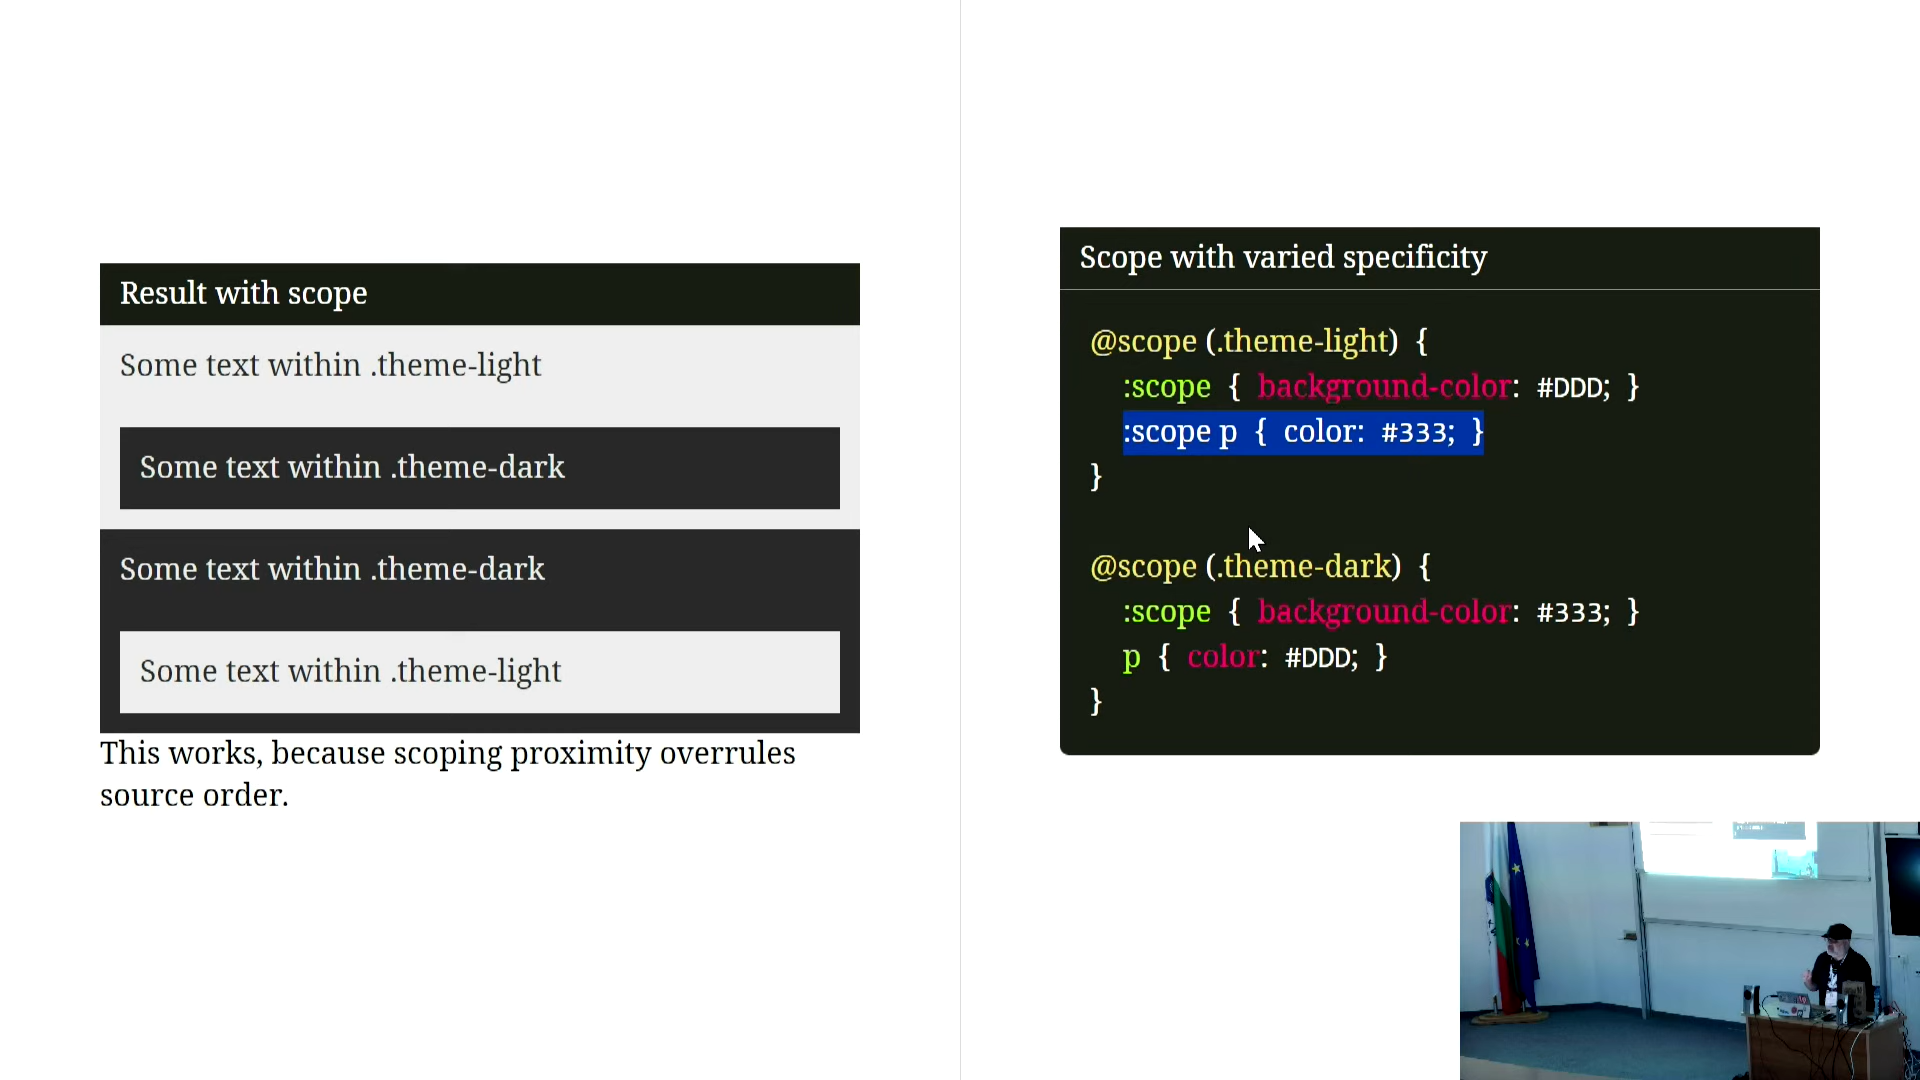 Result with scope
Some text within .theme-light
Some text within .theme-dark
Some text within .theme-dark
Some text within .theme-light
This works, because scoping proximity overrules
source order.
Scope with varied specificity
@scope (.theme-light) {
:scope { background-color: #DDD; }
:scope p { color: #333; }
}
@scope (.theme-dark) {
:scope { background-color: #333; }
p { color: #DDD; }
}